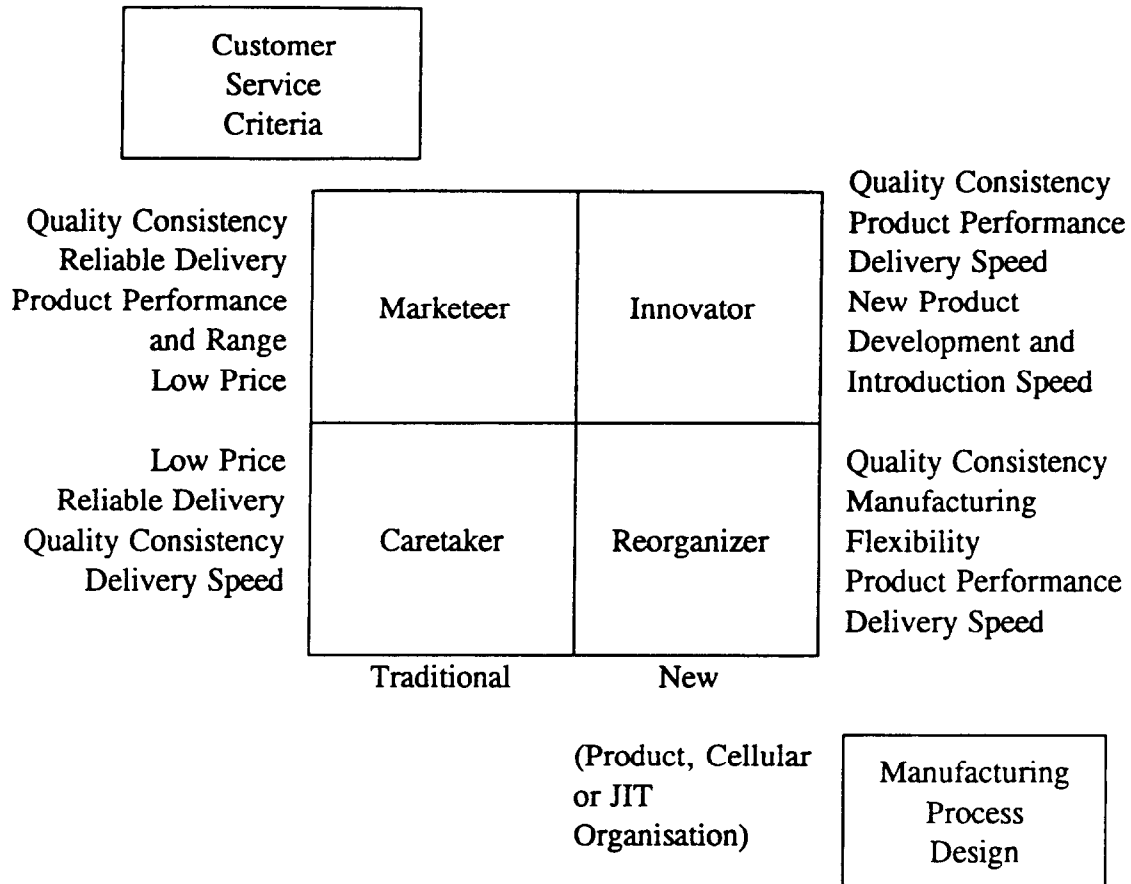 Customer
Service
Criteria
Quality Consistency
Reliable Delivery
Product Performance
and Range
Low Price
Marketeer
Innovator
Quality Consistency
Product Performance
Delivery Speed
New Product
Development and
Introduction Speed
Low Price
Reliable Delivery
Quality Consistency
Delivery Speed
Caretaker
Reorganizer
Quality Consistency
Manufacturing
Flexibility
Product Performance
Delivery Speed
Traditional
New
(Product, Cellular
or JIT
Organisation)
Manufacturing
Process
Design